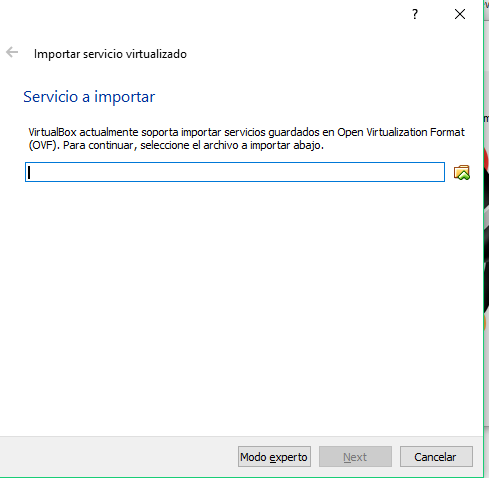 ?
Importar servicio virtualizado
Servicio a importar
VirtualBox actualmente soporta importar servicios guardados en Open Virtualization Format
(OVF). Para continuar, seleccione el archivo a importar abajo.
Modo experto
Next
Cancelar